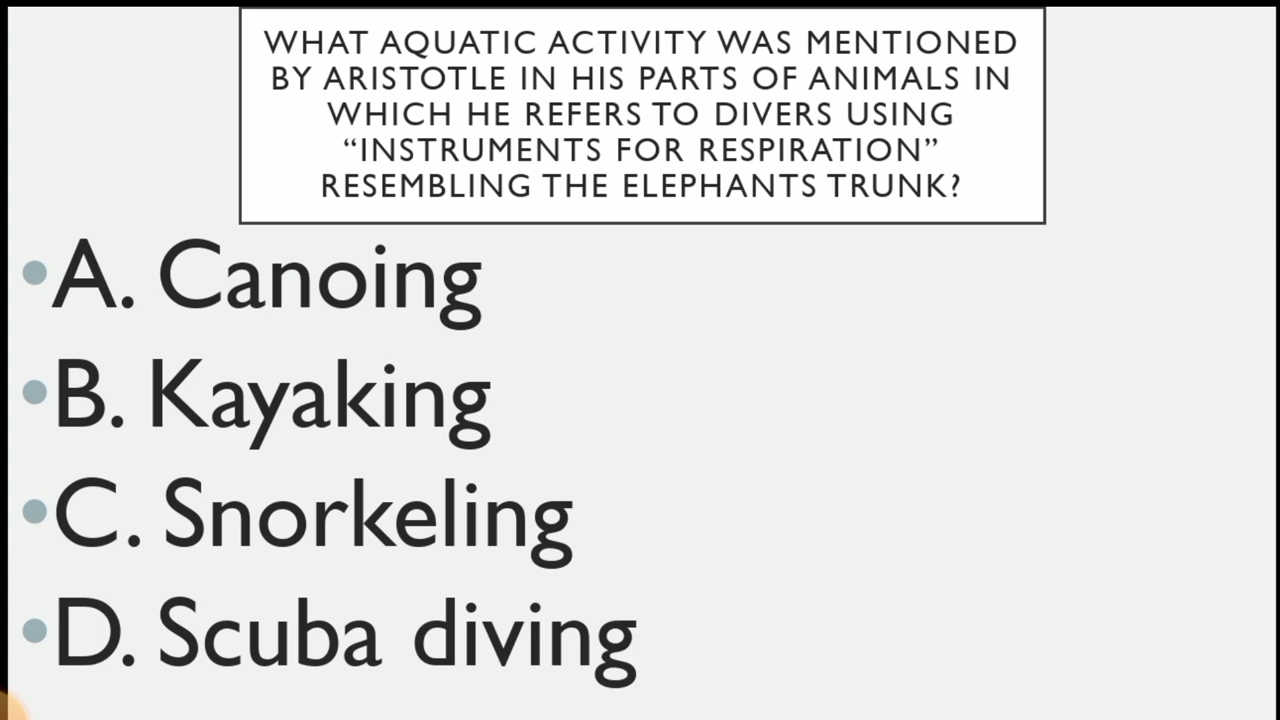 WHAT AQUATIC ACTIVITY WAS MENTIONED
BY ARISTOTLE IN HIS PARTS OF ANIMALS IN
WHICH HE REFERS TO DIVERS USING
“INSTRUMENTS FOR RESPIRATION”
RESEMBLING THE ELEPHANTS TRUNK?
•A. Canoing
•B. Kayaking
•C. Snorkeling
•D. Scuba diving